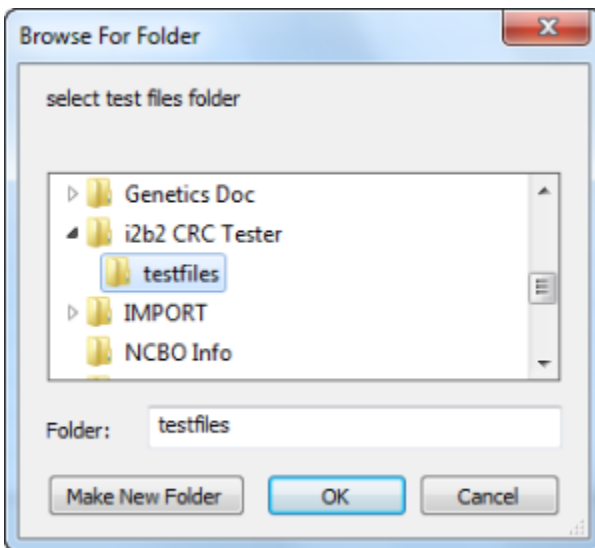 Browse For Folder
select test files folder
Genetics Doc
i2b2 CRC Tester
testfiles
IMPORT
NCBO Info
Folder: testfiles
Make New Folder OK Cancel